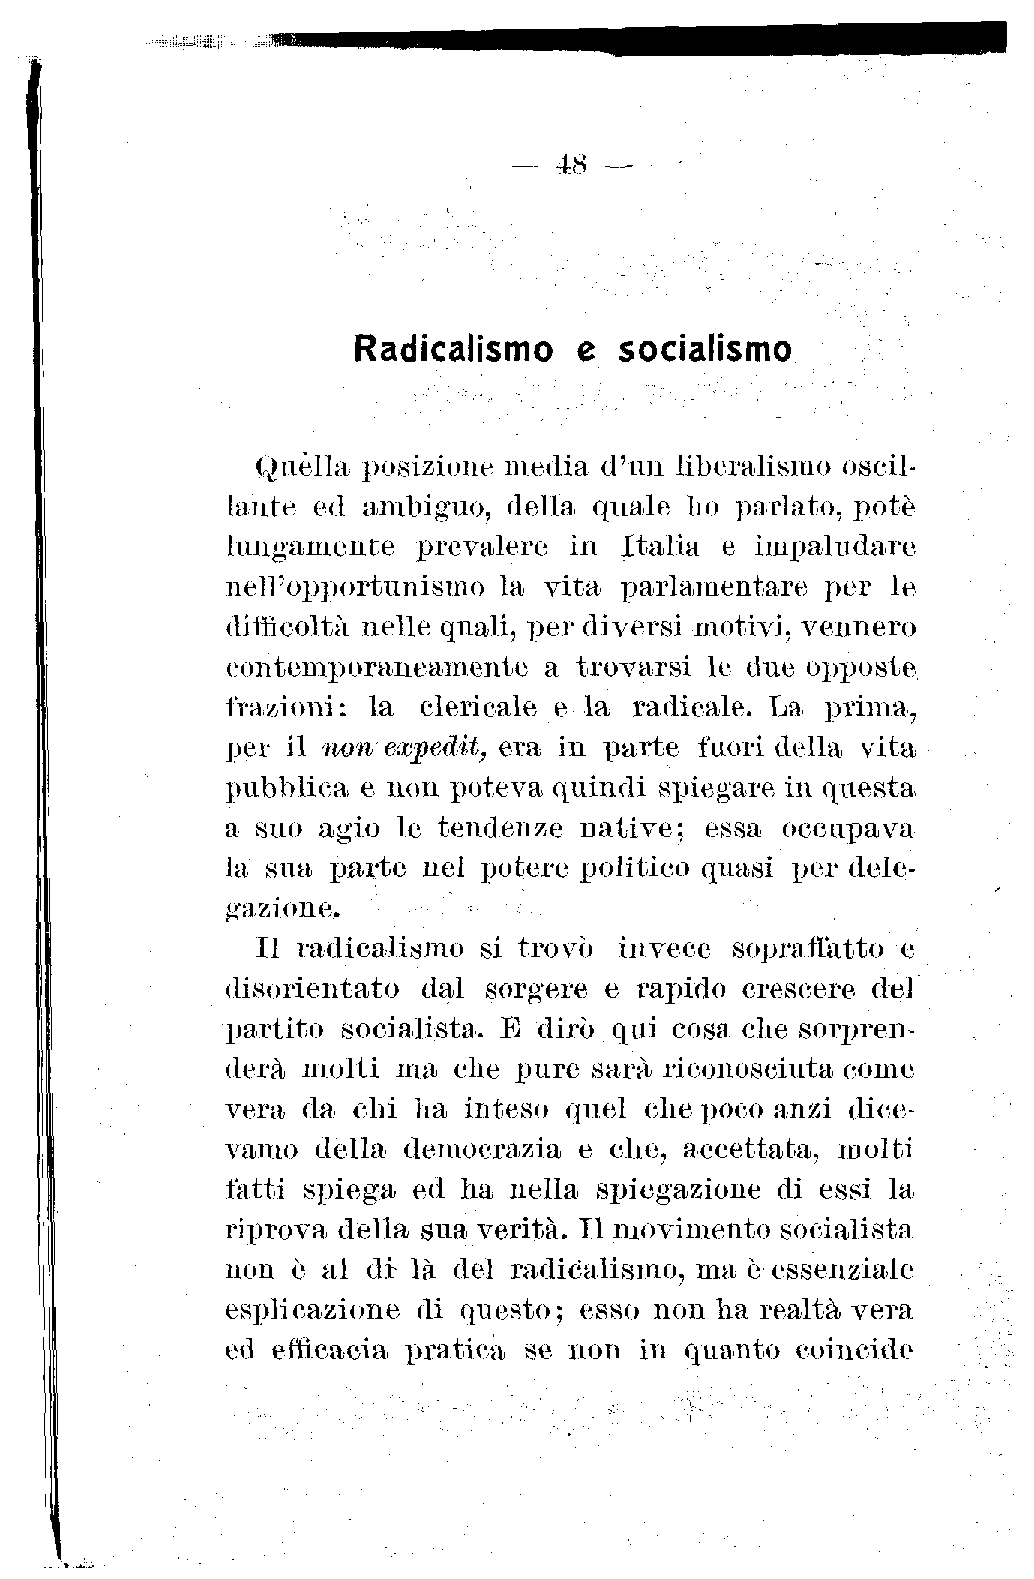 — 48 —
Radicalismo e socialismo
Quella posizione media d'un liberalismo oscil-
lante ed ambiguo, della quale ho parlato, potè
lungamente prevalere in Italia e impaludare
nell'opportunismo la vita parlamentare per le
difficoltà nelle quali, per diversi motivi, vennero
contemporaneamente a trovarsi le due opposte
frazioni: la clericale e la radicale. La prima,
per il non expedit, era in parte fuori della vita
pubblica e non poteva quindi spiegare in questa
a suo agio le tendenze native; essa occupava
la sua parte nel potere politico quasi per dele-
gazione.
Il radicalismo si trovò invece sopraffatto e
disorientato dal sorgere e rapido crescere del
partito socialista. E dirò qui cosa che sorpren-
derà molti ma che pure sarà riconosciuta come
vera da chi ha inteso quel che poco anzi dice-
vamo della democrazia e che, accettata, molti
fatti spiega ed ha nella spiegazione di essi la
riprova della sua verità. Il movimento socialista
non è al di là del radicalismo, ma è essenziale
esplicazione di questo; esso non ha realtà vera
ed efficacia pratica se non in quanto coincide